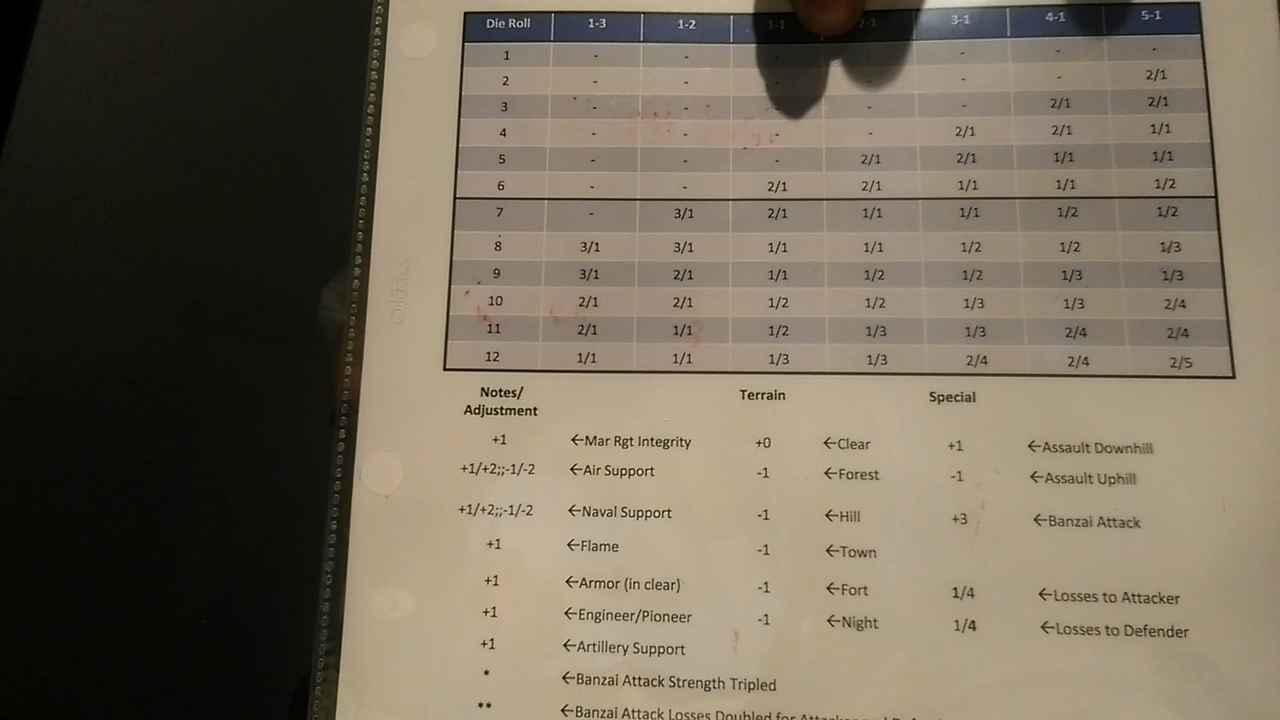 Die Roll 1-3 1-2 1-1 2-1 3-1 4-1 5-1
1 - - - - - - -
2 - - - - - - 2/1
3 - - - - - 2/1 2/1
4 - - - - 2/1 2/1 1/1
5 - - - 2/1 2/1 1/1 1/1
6 - - 2/1 2/1 1/1 1/1 1/2
7 - 3/1 2/1 1/1 1/1 1/2 1/2
8 3/1 3/1 1/1 1/1 1/2 1/2 1/3
9 3/1 2/1 1/1 1/2 1/2 1/3 1/3
10 2/1 2/1 1/2 1/2 1/3 1/3 2/4
11 2/1 1/1 1/2 1/3 1/3 2/4 2/4
12 1/1 1/1 1/3 1/3 2/4 2/4 2/5
Notes/ Terrain Special
Adjustment
+1 ←Mar Rgt Integrity +0 ←Clear +1 ←Assault Downhill
+1/+2;;-1/-2 ←Air Support -1 ←Forest -1 ←Assault Uphill
+1/+2;;-1/-2 ←Naval Support -1 ←Hill +3 ←Banzai Attack
+1 ←Flame -1 ←Town
+1 ←Armor (in clear) -1 ←Fort 1/4 ←Losses to Attacker
+1 ←Engineer/Pioneer -1 ←Night 1/4 ←Losses to Defender
+1 ←Artillery Support
* ←Banzai Attack Strength Tripled
** ←Banzai Attack Losses Doubled for